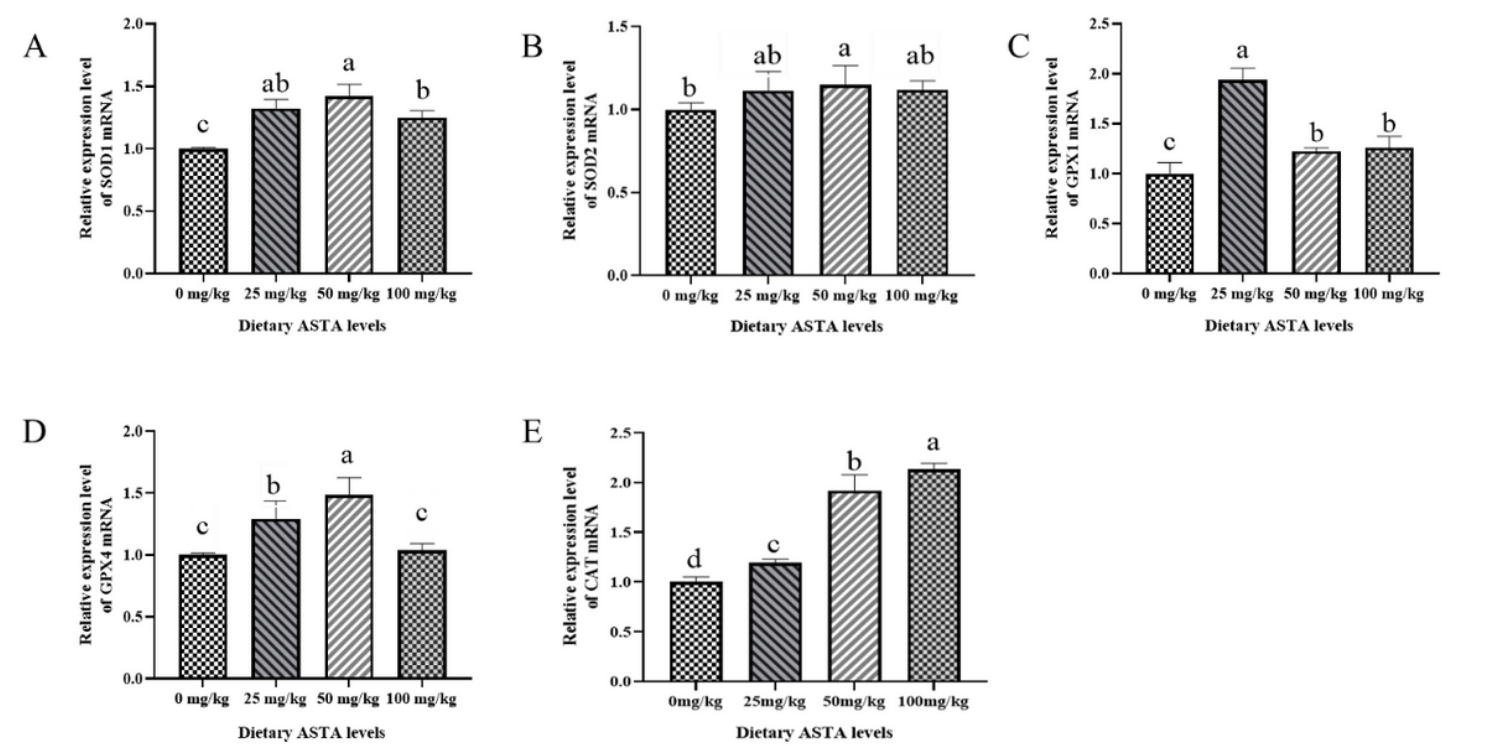 A
Relative expression level
of SOD1 mRNA
2.0
1.5
1.0
0.5
0.0
c
ab
a
b
0 mg/kg 25 mg/kg 50 mg/kg 100 mg/kg
Dietary ASTA levels
B
Relative expression level
of SOD2 mRNA
1.5
1.0
0.5
0.0
b
ab
a
ab
0 mg/kg 25 mg/kg 50 mg/kg 100 mg/kg
Dietary ASTA levels
C
Relative expression level
of GPX1 mRNA
2.5
2.0
1.5
1.0
0.5
0.0
c
a
b
b
0 mg/kg 25 mg/kg 50 mg/kg 100 mg/kg
Dietary ASTA levels
D
Relative expression level
of GPX4 mRNA
2.0
1.5
1.0
0.5
0.0
c
b
a
c
0 mg/kg 25 mg/kg 50 mg/kg 100 mg/kg
Dietary ASTA levels
E
Relative expression level
of CAT mRNA
2.5
2.0
1.5
1.0
0.5
0.0
d
c
b
a
0mg/kg 25mg/kg 50mg/kg 100mg/kg
Dietary ASTA levels